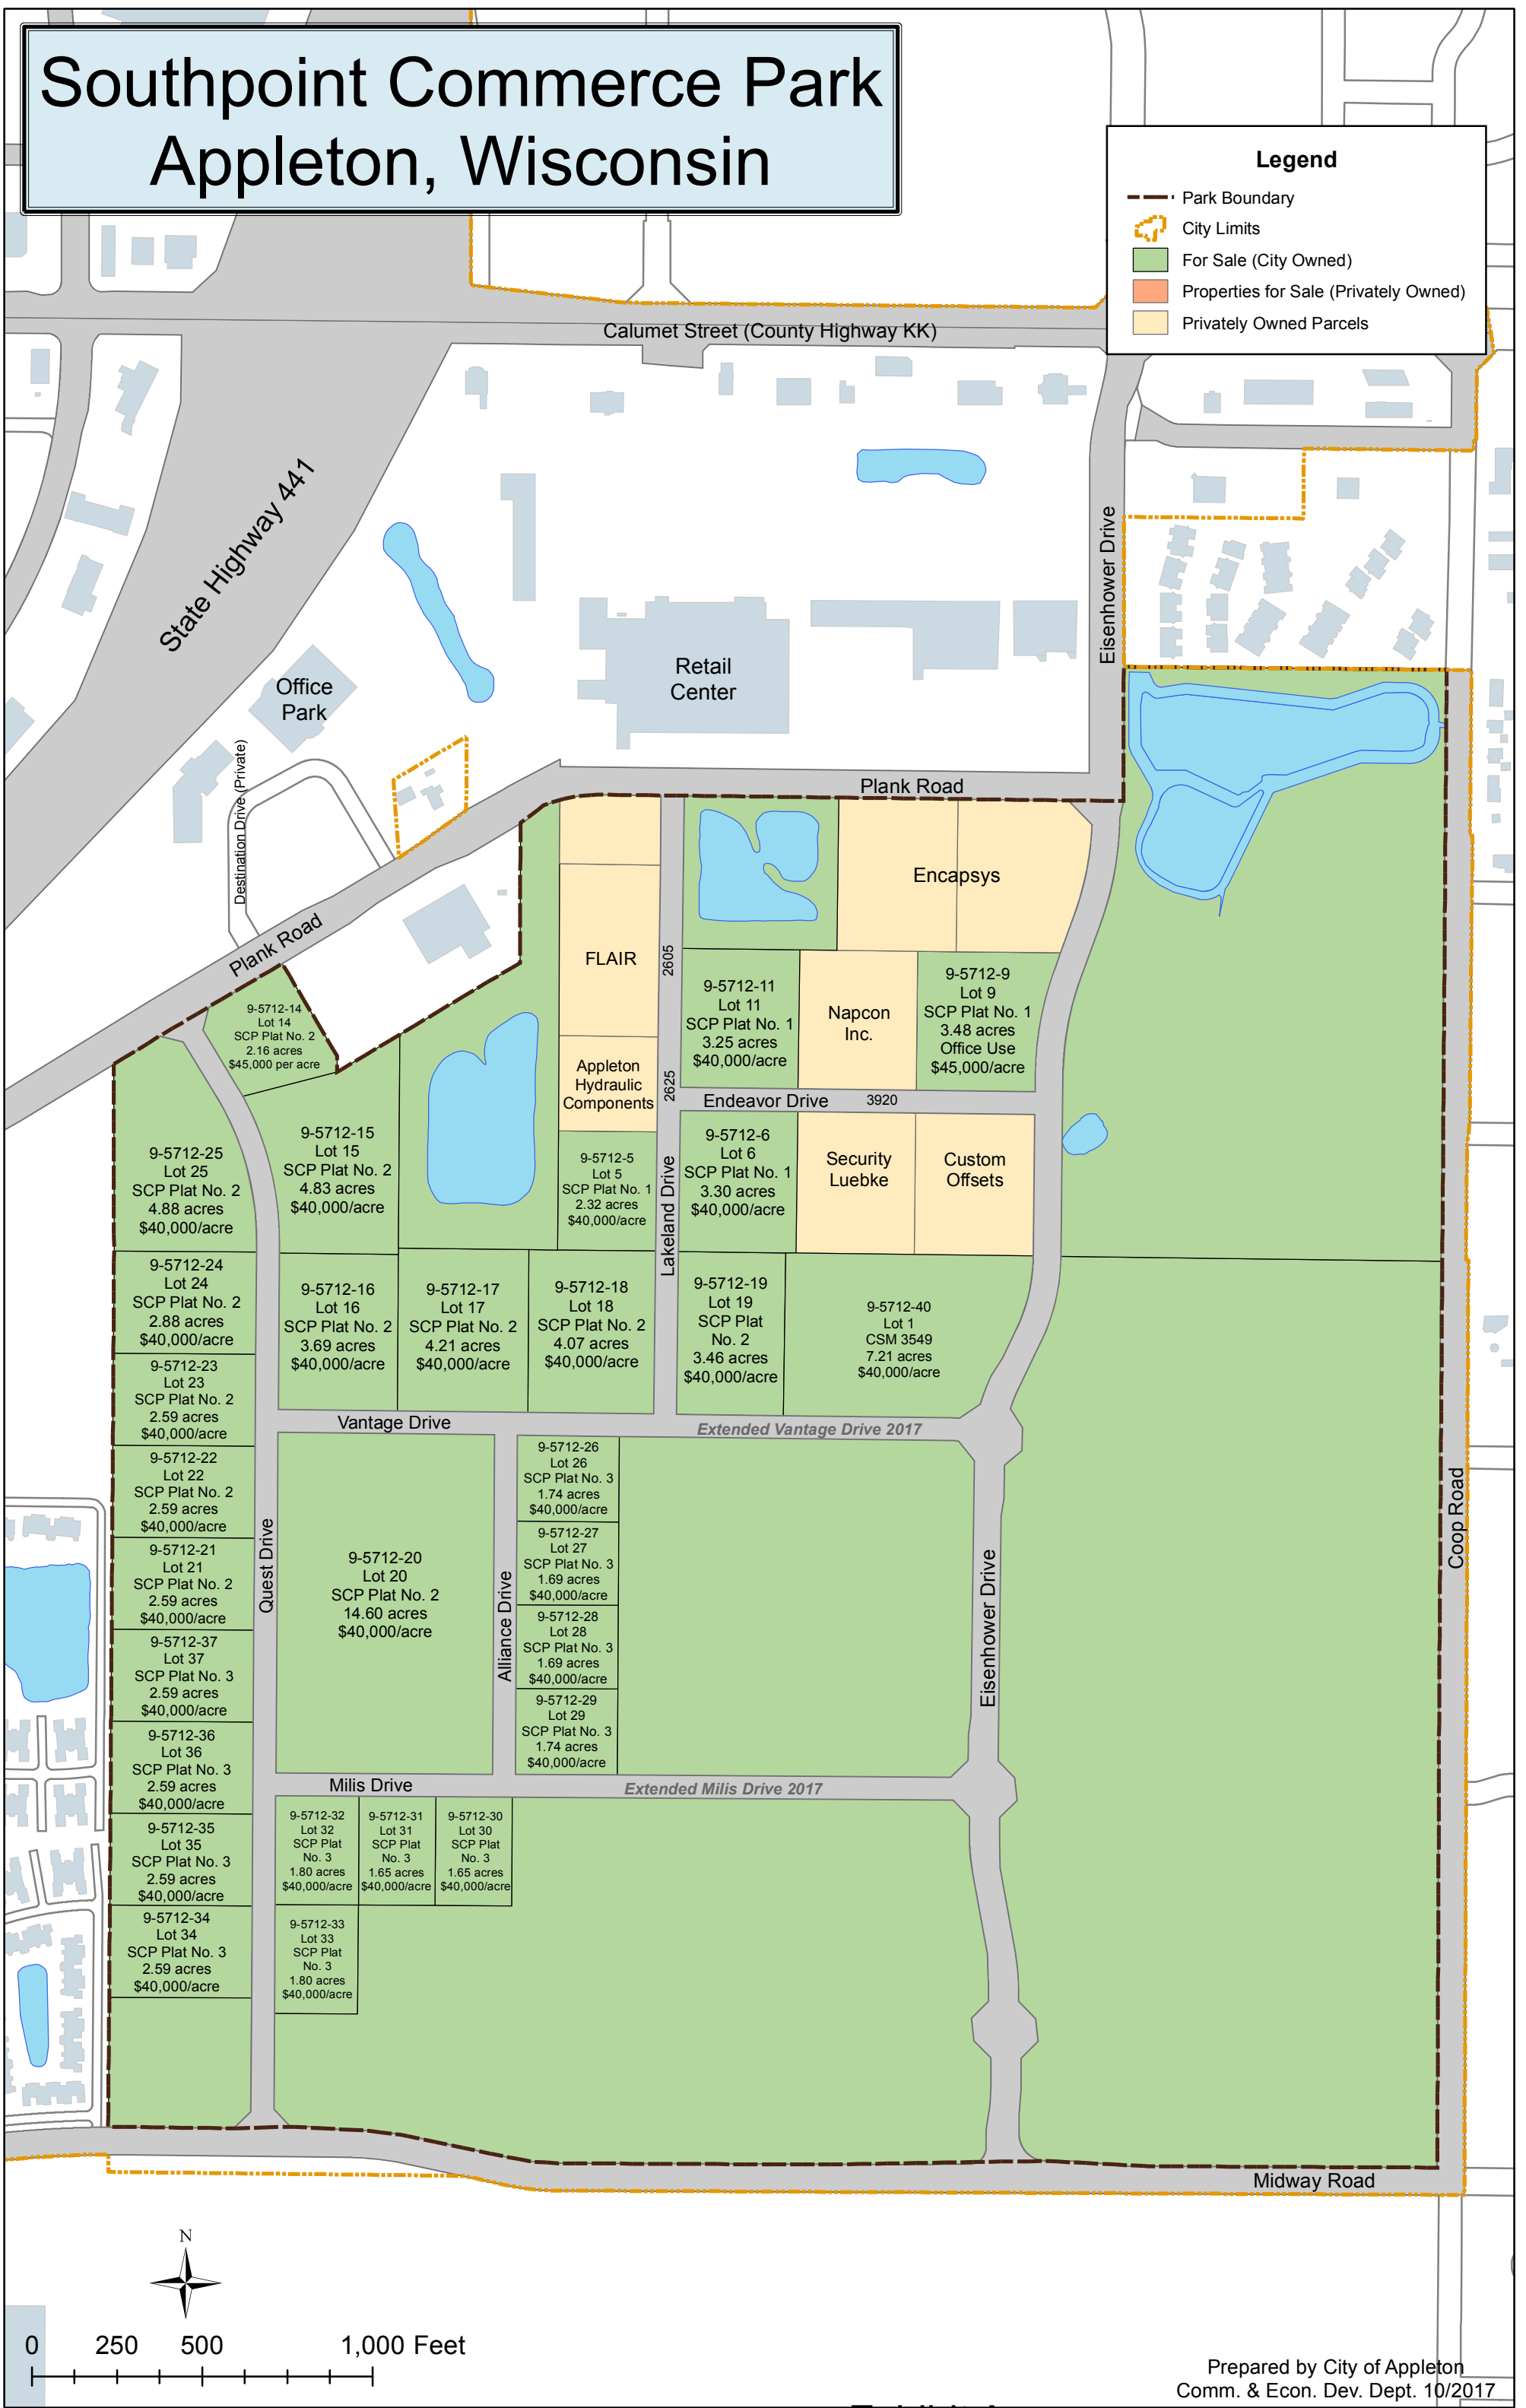 Southpoint Commerce Park
Appleton, Wisconsin
Legend
Park Boundary
City Limits
For Sale (City Owned)
Properties for Sale (Privately Owned)
Privately Owned Parcels
Calumet Street (County Highway KK)
State Highway 441
Eisenhower Drive
Office
Park
Retail
Center
Destination Drive (Private)
Plank Road
Plank Road
Encapsys
FLAIR
2605
9-5712-11
Lot 11
SCP Plat No. 1
3.25 acres
$40,000/acre
Napcon
Inc.
9-5712-9
Lot 9
SCP Plat No. 1
3.48 acres
Office Use
$45,000/acre
9-5712-14
Lot 14
SCP Plat No. 2
2.16 acres
$45,000 per acre
Appleton
Hydraulic
Components
2625
Endeavor Drive
3920
9-5712-25
Lot 25
SCP Plat No. 2
4.88 acres
$40,000/acre
9-5712-15
Lot 15
SCP Plat No. 2
4.83 acres
$40,000/acre
9-5712-5
Lot 5
SCP Plat No. 1
2.32 acres
$40,000/acre
Lakeland Drive
9-5712-6
Lot 6
SCP Plat No. 1
3.30 acres
$40,000/acre
Security
Luebke
Custom
Offsets
9-5712-24
Lot 24
SCP Plat No. 2
2.88 acres
$40,000/acre
9-5712-16
Lot 16
SCP Plat No. 2
3.69 acres
$40,000/acre
9-5712-17
Lot 17
SCP Plat No. 2
4.21 acres
$40,000/acre
9-5712-18
Lot 18
SCP Plat No. 2
4.07 acres
$40,000/acre
9-5712-19
Lot 19
SCP Plat
No. 2
3.46 acres
$40,000/acre
9-5712-40
Lot 1
CSM 3549
7.21 acres
$40,000/acre
9-5712-23
Lot 23
SCP Plat No. 2
2.59 acres
$40,000/acre
Vantage Drive
Extended Vantage Drive 2017
9-5712-22
Lot 22
SCP Plat No. 2
2.59 acres
$40,000/acre
9-5712-26
Lot 26
SCP Plat No. 3
1.74 acres
$40,000/acre
9-5712-21
Lot 21
SCP Plat No. 2
2.59 acres
$40,000/acre
Quest Drive
9-5712-20
Lot 20
SCP Plat No. 2
14.60 acres
$40,000/acre
Alliance Drive
9-5712-27
Lot 27
SCP Plat No. 3
1.69 acres
$40,000/acre
9-5712-28
Lot 28
SCP Plat No. 3
1.69 acres
$40,000/acre
Eisenhower Drive
Coop Road
9-5712-37
Lot 37
SCP Plat No. 3
2.59 acres
$40,000/acre
9-5712-29
Lot 29
SCP Plat No. 3
1.74 acres
$40,000/acre
9-5712-36
Lot 36
SCP Plat No. 3
2.59 acres
$40,000/acre
Milis Drive
Extended Milis Drive 2017
9-5712-35
Lot 35
SCP Plat No. 3
2.59 acres
$40,000/acre
9-5712-32
Lot 32
SCP Plat
No. 3
1.80 acres
$40,000/acre
9-5712-31
Lot 31
SCP Plat
No. 3
1.65 acres
$40,000/acre
9-5712-30
Lot 30
SCP Plat
No. 3
1.65 acres
$40,000/acre
9-5712-34
Lot 34
SCP Plat No. 3
2.59 acres
$40,000/acre
9-5712-33
Lot 33
SCP Plat
No. 3
1.80 acres
$40,000/acre
Midway Road
N
0 250 500 1,000 Feet
Prepared by City of Appleton
Comm. & Econ. Dev. Dept. 10/2017